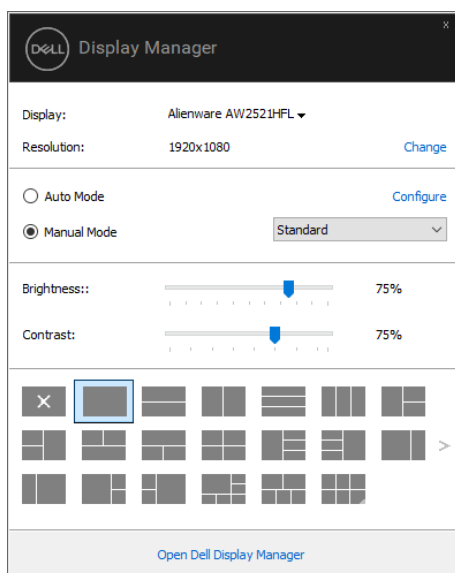 x
DELL Display Manager
Display: Alienware AW2521HFL
Resolution: 1920x1080 Change
Auto Mode Configure
Manual Mode Standard
Brightness:: 75%
Contrast: 75%
Open Dell Display Manager